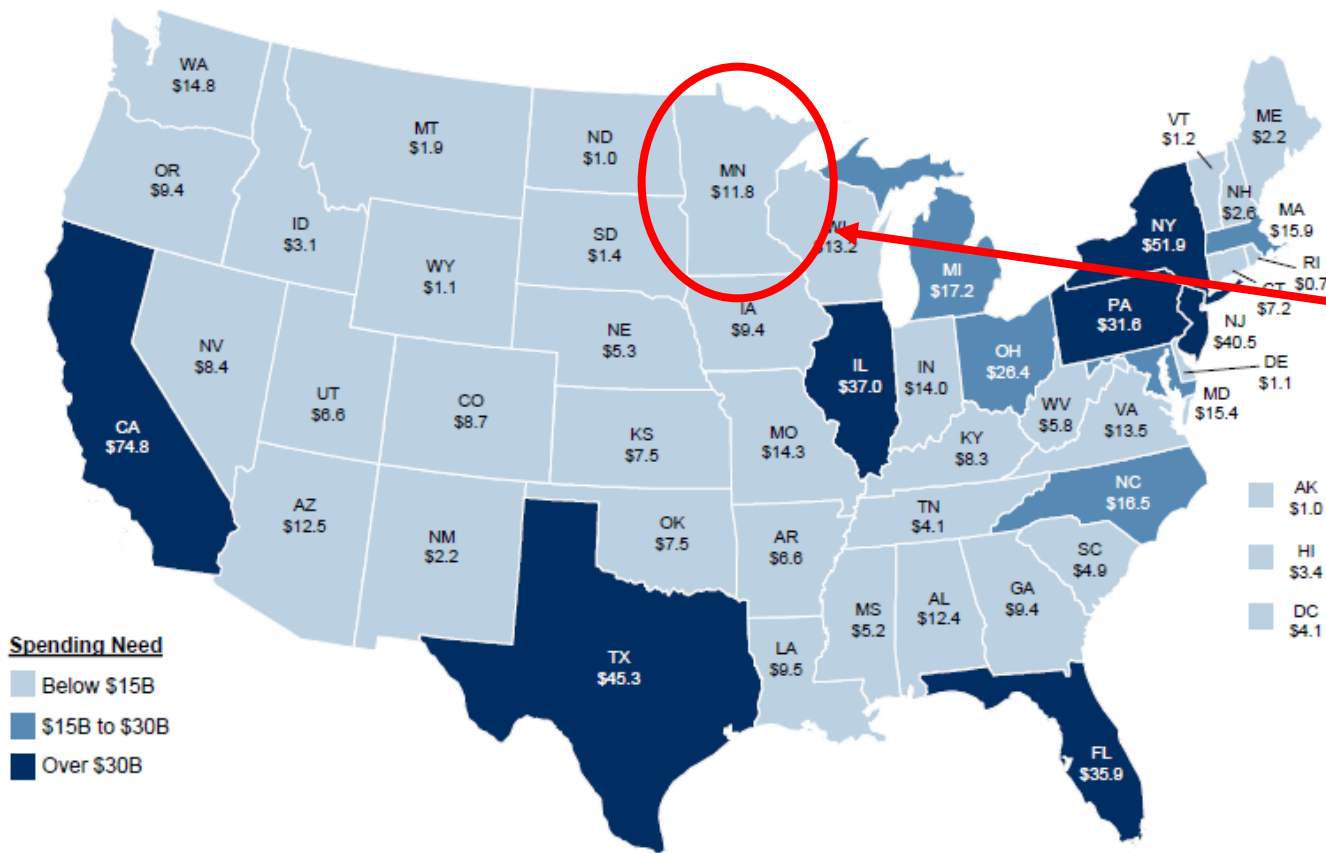 WA
$14.8
OR
$9.4
CA
$74.8
ID
$3.1
NV
$8.4
MT
$1.9
WY
$1.1
UT
$6.6
AZ
$12.5
CO
$8.7
NM
$2.2
ND
$1.0
SD
$1.4
NE
$5.3
KS
$7.5
OK
$7.5
TX
$45.3
MN
$11.8
IA
$9.4
MO
$14.3
AR
$6.6
LA
$9.5
WI
$13.2
IL
$37.0
MI
$17.2
IN
$14.0
OH
$26.4
KY
$8.3
TN
$4.1
MS
$5.2
AL
$12.4
GA
$9.4
FL
$35.9
SC
$4.9
NC
$16.5
VA
$13.5
WV
$5.8
PA
$31.6
NY
$51.9
VT
$1.2
NH
$2.6
ME
$2.2
MA
$15.9
RI
$0.7
CT
$7.2
NJ
$40.5
DE
$1.1
MD
$15.4
AK
$1.0
HI
$3.4
DC
$4.1
Spending Need
Below $15B
$15B to $30B
Over $30B